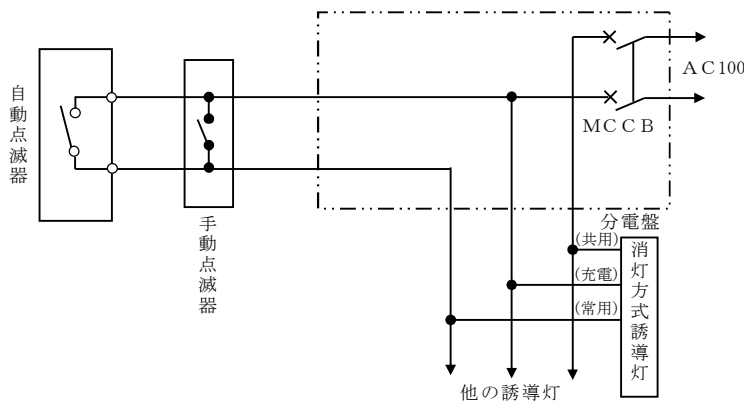 自動点滅器
手動点滅器
AC100
MCCB
分電盤
(共用)
(充電)
(常用)
消灯方式誘導灯
他の誘導灯